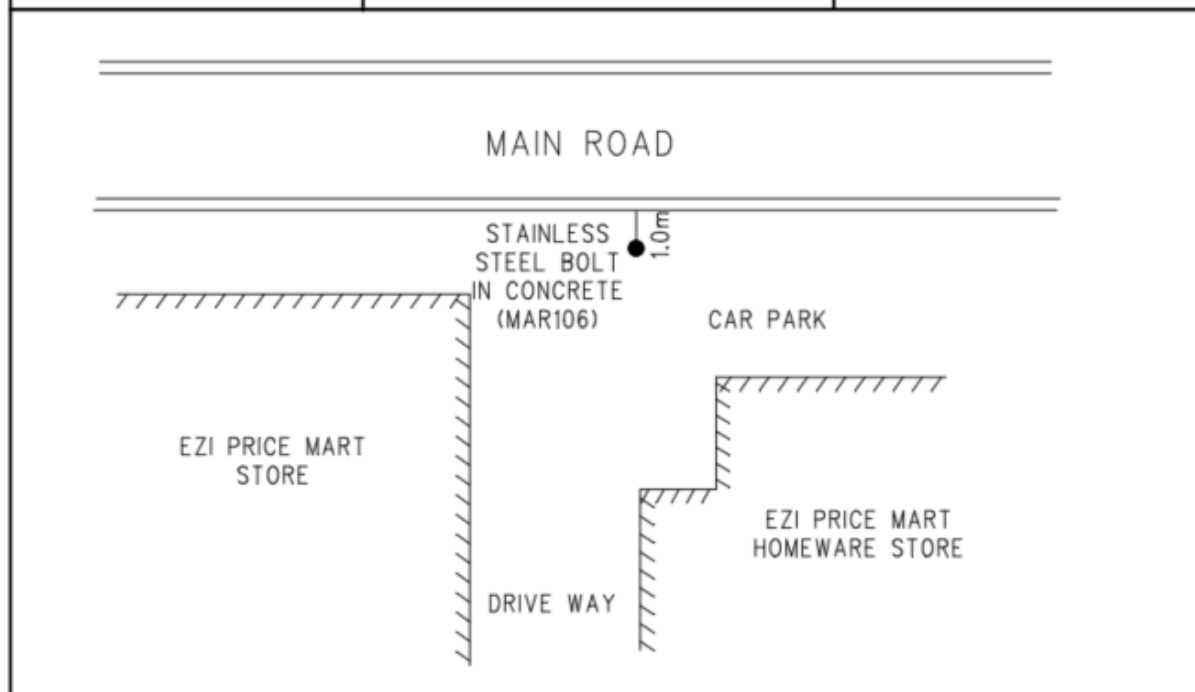 MAIN ROAD
1.0m
STAINLESS
STEEL BOLT
IN CONCRETE
(MAR106)
CAR PARK
EZI PRICE MART
STORE
EZI PRICE MART
HOMEWARE STORE
DRIVE WAY